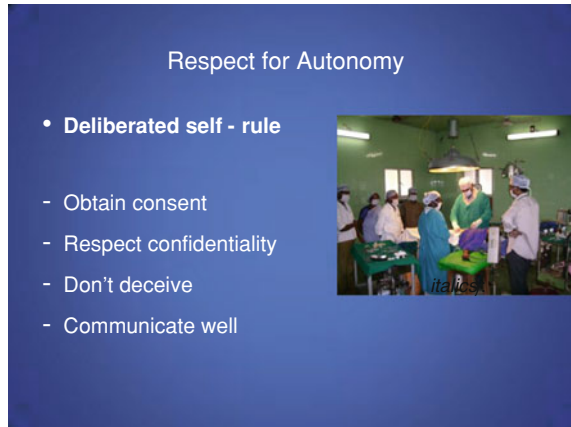 Respect for Autonomy
• Deliberated self - rule
- Obtain consent
- Respect confidentiality
- Don't deceive
- Communicate well
italics